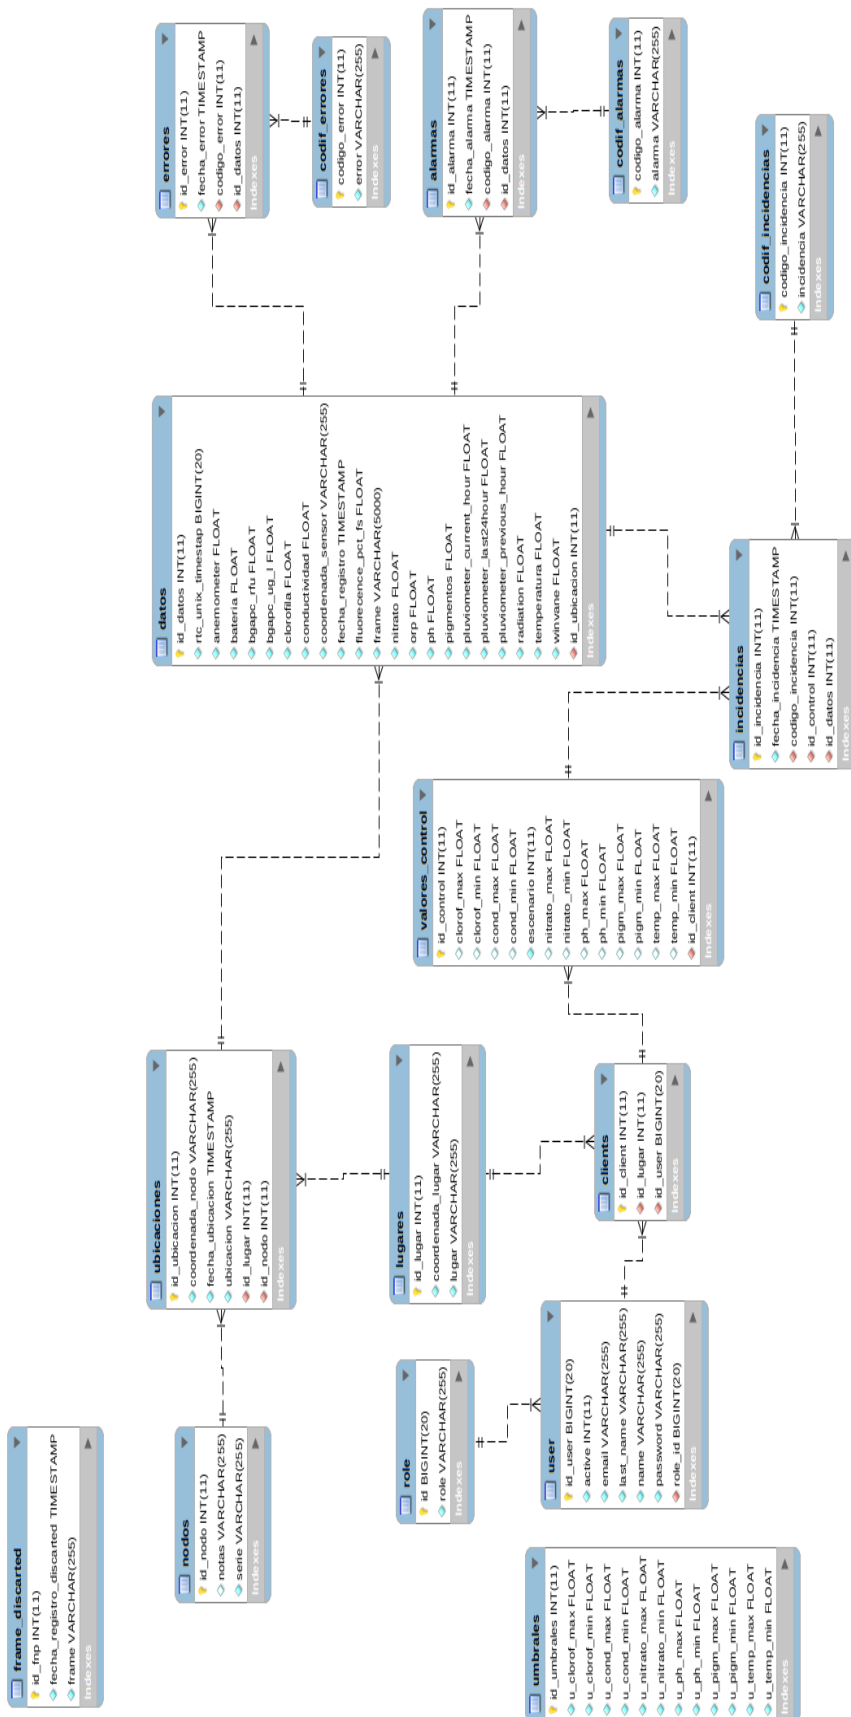 frame_discarted
id_fnp INT(11)
fecha_registro_discarted TIMESTAMP
frame VARCHAR(255)
Indexes
nodos
id_nodo INT(11)
notas VARCHAR(255)
serie VARCHAR(255)
Indexes
ubicaciones
id_ubicacion INT(11)
coordenada_nodo VARCHAR(255)
fecha_ubicacion TIMESTAMP
ubicacion VARCHAR(255)
id_lugar INT(11)
id_nodo INT(11)
Indexes
datos
id_datos INT(11)
rtc_unix_timestap BIGINT(20)
anemometer FLOAT
bateria FLOAT
bgapc_rfu FLOAT
bgapc_ug_l FLOAT
clorofila FLOAT
conductividad FLOAT
coordenada_sensor VARCHAR(255)
fecha_registro TIMESTAMP
fluorecence_pct_fs FLOAT
frame VARCHAR(5000)
nitrato FLOAT
orp FLOAT
ph FLOAT
pigmentos FLOAT
pluviometer_current_hour FLOAT
pluviometer_last24hour FLOAT
pluviometer_previous_hour FLOAT
radiation FLOAT
temperatura FLOAT
winvane FLOAT
id_ubicacion INT(11)
Indexes
errores
id_error INT(11)
fecha_error TIMESTAMP
codigo_error INT(11)
id_datos INT(11)
Indexes
codif_errores
codigo_error INT(11)
error VARCHAR(255)
Indexes
alarmas
id_alarma INT(11)
fecha_alarma TIMESTAMP
codigo_alarma INT(11)
id_datos INT(11)
Indexes
codif_alarmas
codigo_alarma INT(11)
alarma VARCHAR(255)
Indexes
role
id BIGINT(20)
role VARCHAR(255)
Indexes
lugares
id_lugar INT(11)
coordenada_lugar VARCHAR(255)
lugar VARCHAR(255)
Indexes
valores_control
id_control INT(11)
clorof_max FLOAT
clorof_min FLOAT
cond_max FLOAT
cond_min FLOAT
escenario INT(11)
nitrato_max FLOAT
nitrato_min FLOAT
ph_max FLOAT
ph_min FLOAT
pigm_max FLOAT
pigm_min FLOAT
temp_max FLOAT
temp_min FLOAT
id_client INT(11)
Indexes
umbrales
id_umbrales INT(11)
u_clorof_max FLOAT
u_clorof_min FLOAT
u_cond_max FLOAT
u_cond_min FLOAT
u_nitrato_max FLOAT
u_nitrato_min FLOAT
u_ph_max FLOAT
u_ph_min FLOAT
u_pigm_max FLOAT
u_pigm_min FLOAT
u_temp_max FLOAT
u_temp_min FLOAT
Indexes
user
id_user BIGINT(20)
active INT(11)
email VARCHAR(255)
last_name VARCHAR(255)
name VARCHAR(255)
password VARCHAR(255)
role_id BIGINT(20)
Indexes
clients
id_client INT(11)
id_lugar INT(11)
id_user BIGINT(20)
Indexes
incidencias
id_incidencia INT(11)
fecha_incidencia TIMESTAMP
codigo_incidencia INT(11)
id_control INT(11)
id_datos INT(11)
Indexes
codif_incidencias
codigo_incidencia INT(11)
incidencia VARCHAR(255)
Indexes